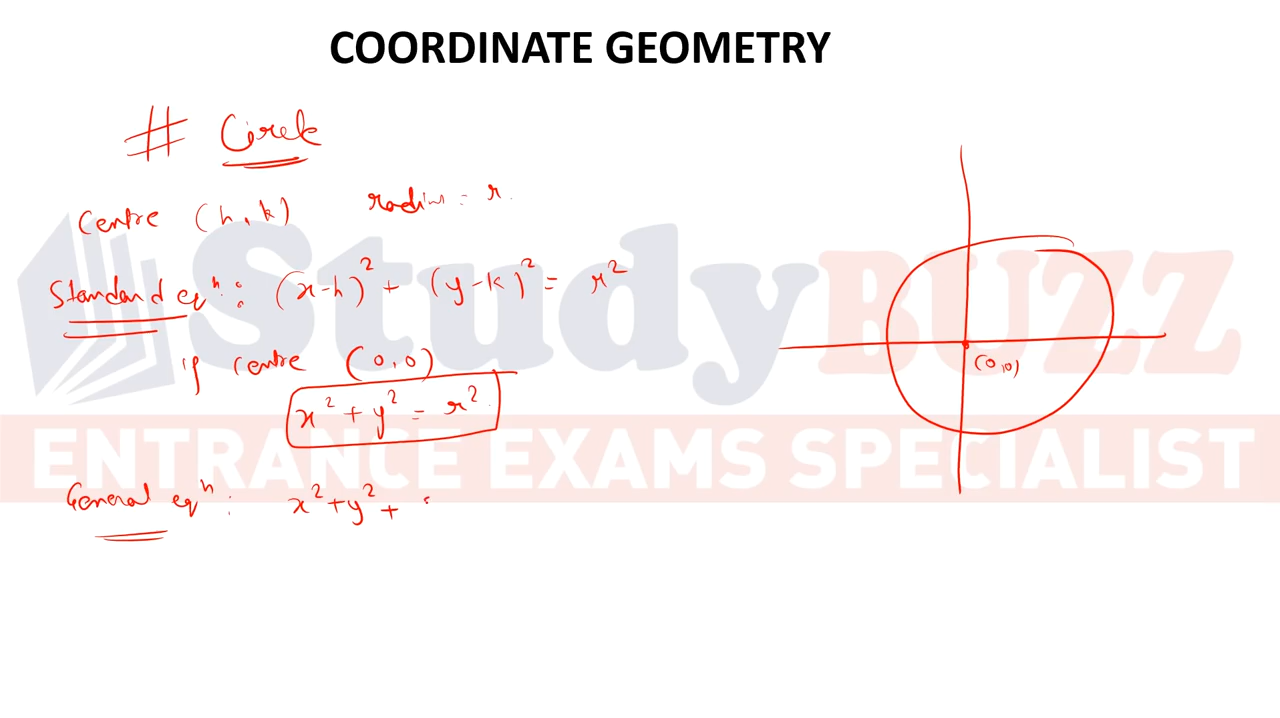 COORDINATE GEOMETRY
# Circle
Centre (h, k) radius = r.
Standard eqⁿ : (x-h)² + (y-k)² = r²
if centre (0,0)
x² + y² = r²
(0,0)
General eqⁿ : x² + y² +
StudyBUZZ
ENTRANCE EXAMS SPECIALIST